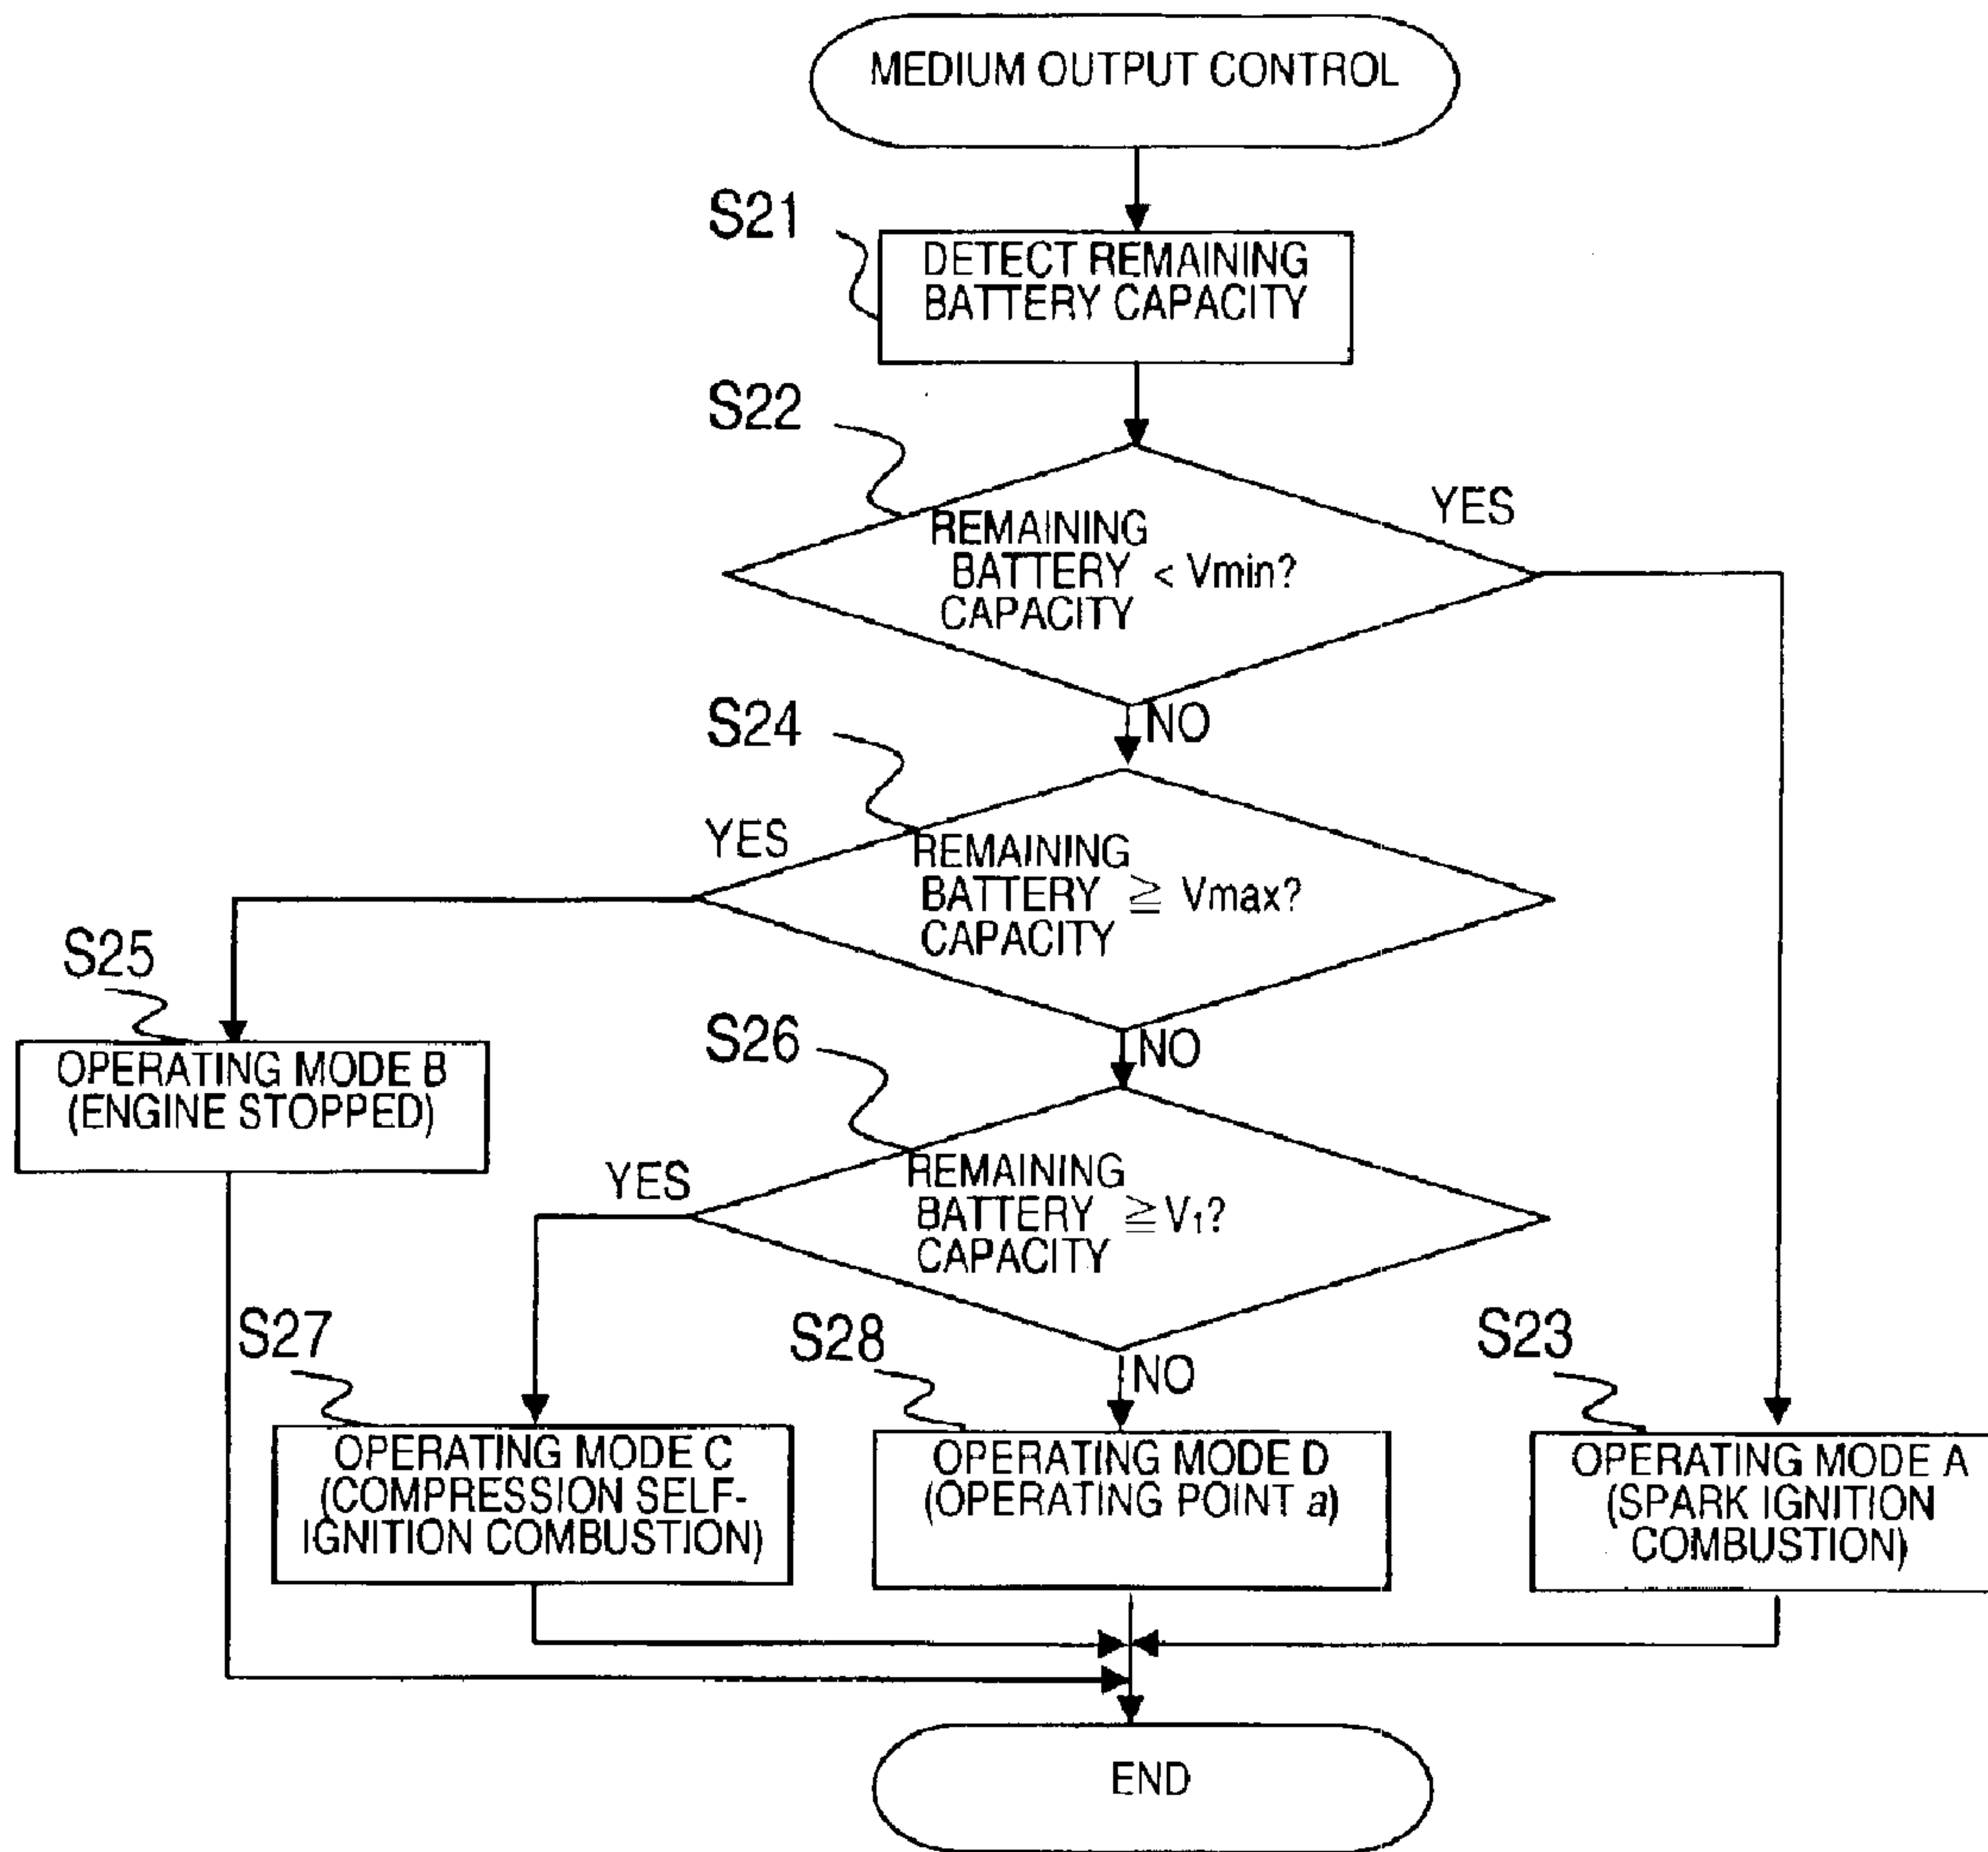 MEDIUM OUTPUT CONTROL
S21
DETECT REMAINING
BATTERY CAPACITY
S22
REMAINING
BATTERY < Vmin?
CAPACITY
YES
NO
S24
YES
REMAINING
BATTERY ≧ Vmax?
CAPACITY
NO
S25
OPERATING MODE B
(ENGINE STOPPED)
S26
YES
REMAINING
BATTERY ≧ V₁?
CAPACITY
NO
S27
OPERATING MODE C
(COMPRESSION SELF-
IGNITION COMBUSTION)
S28
OPERATING MODE D
(OPERATING POINT a)
S23
OPERATING MODE A
(SPARK IGNITION
COMBUSTION)
END